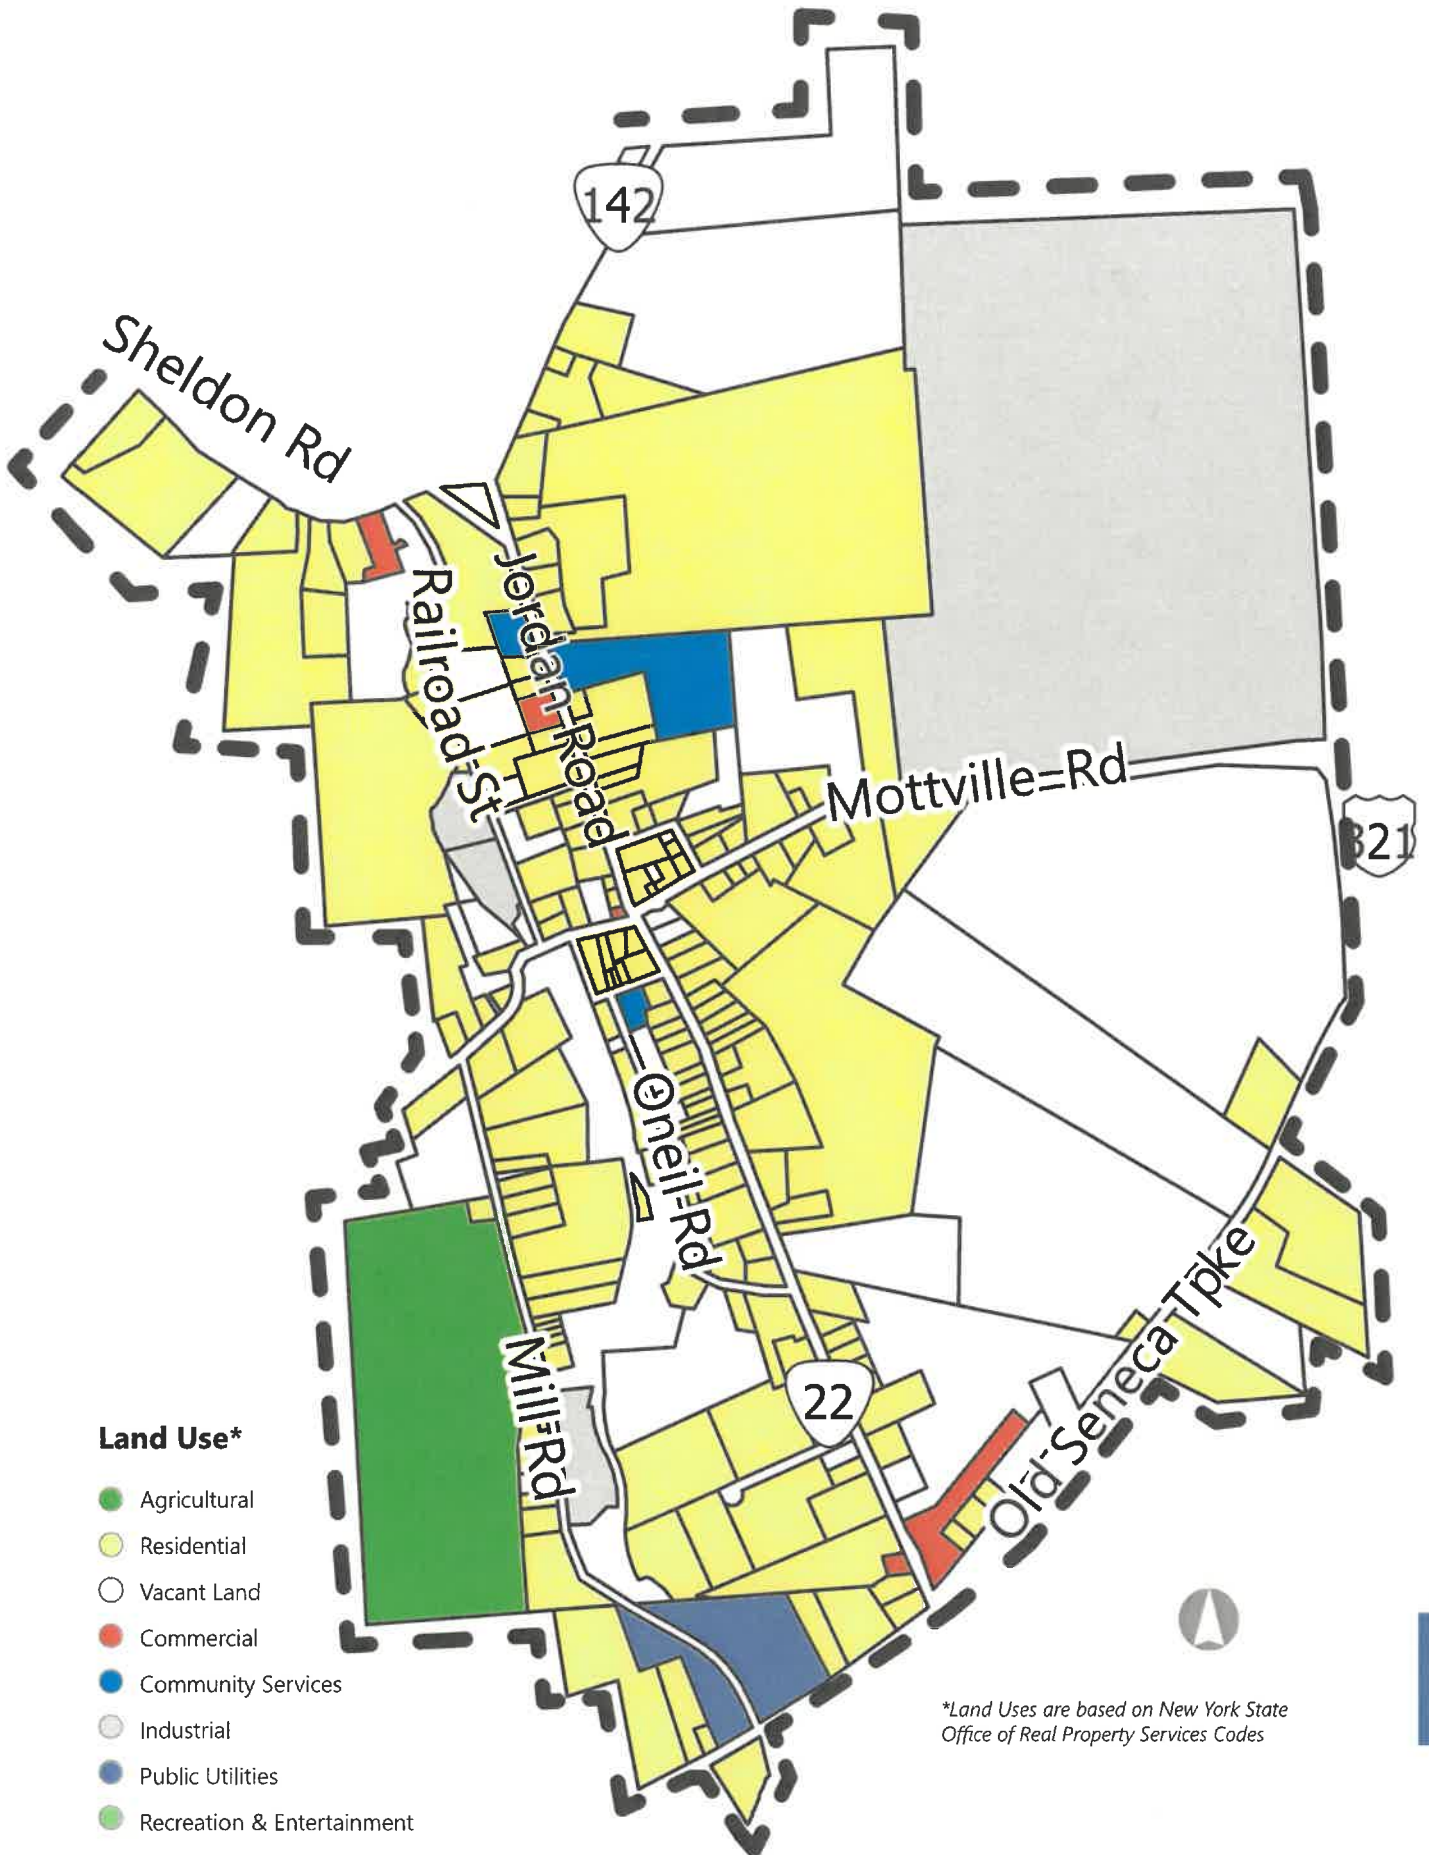 142
Sheldon Rd
Railroad St
Jordan Road
Mottville Rd
321
Oneil Rd
Old Seneca Tpke
Mill Rd
22
Land Use*
Agricultural
Residential
Vacant Land
Commercial
Community Services
Industrial
Public Utilities
Recreation & Entertainment
*Land Uses are based on New York State
Office of Real Property Services Codes